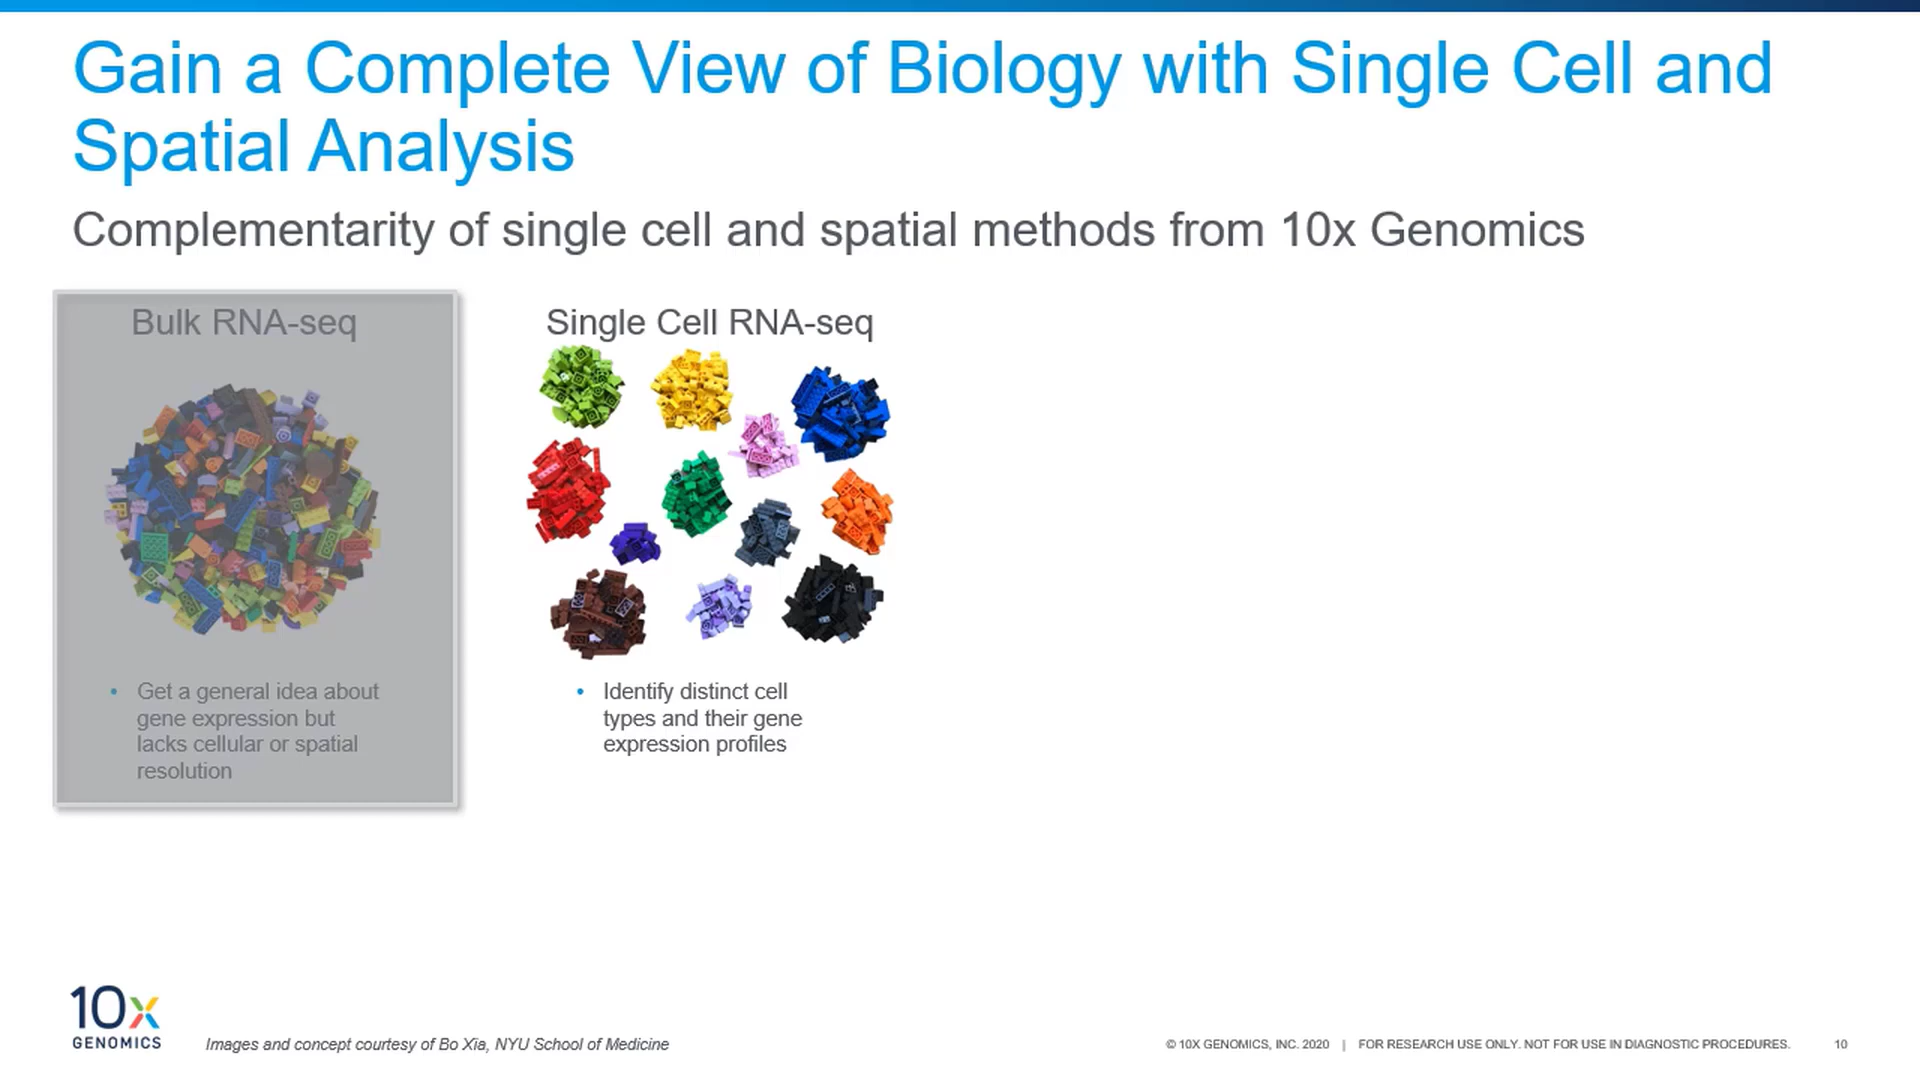 Gain a Complete View of Biology with Single Cell and
Spatial Analysis
Complementarity of single cell and spatial methods from 10x Genomics
Bulk RNA-seq
• Get a general idea about
gene expression but
lacks cellular or spatial
resolution
Single Cell RNA-seq
• Identify distinct cell
types and their gene
expression profiles
10x
GENOMICS
Images and concept courtesy of Bo Xia, NYU School of Medicine
© 10X GENOMICS, INC. 2020 | FOR RESEARCH USE ONLY. NOT FOR USE IN DIAGNOSTIC PROCEDURES. 10